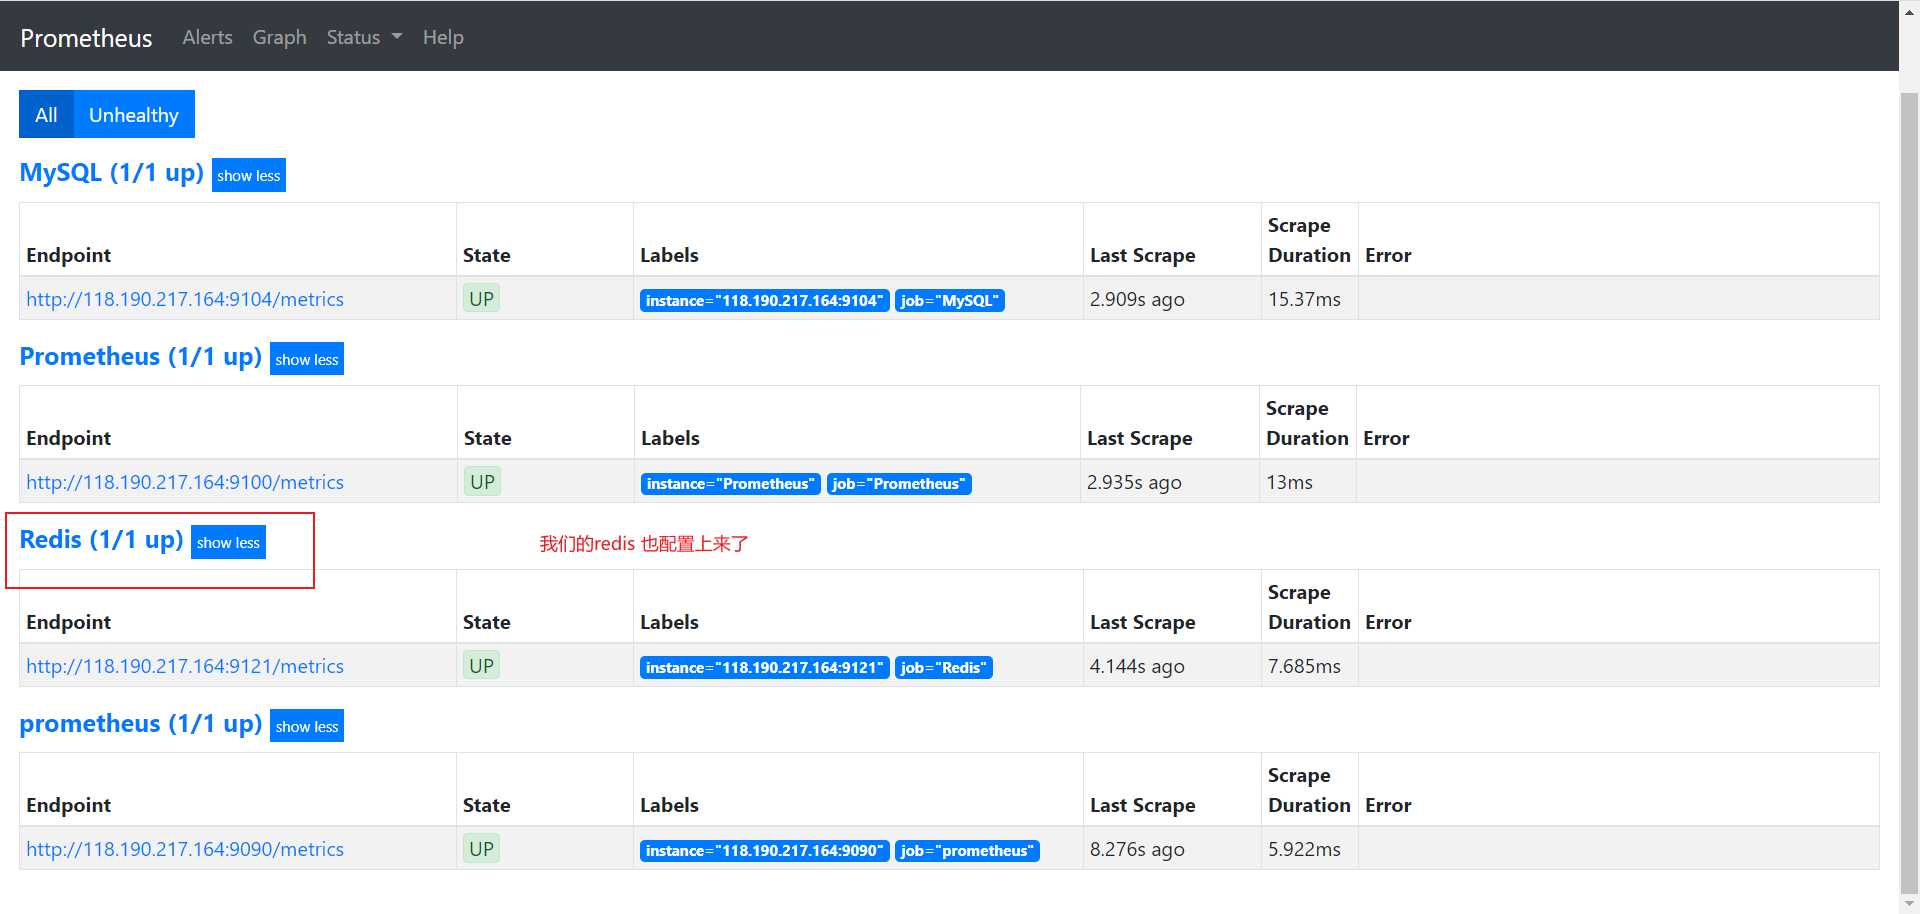 Prometheus Alerts Graph Status Help
All Unhealthy
MySQL (1/1 up) show less
Endpoint State Labels Last Scrape Scrape Duration Error
http://118.190.217.164:9104/metrics UP instance="118.190.217.164:9104" job="MySQL" 2.909s ago 15.37ms
Prometheus (1/1 up) show less
Endpoint State Labels Last Scrape Scrape Duration Error
http://118.190.217.164:9100/metrics UP instance="Prometheus" job="Prometheus" 2.935s ago 13ms
Redis (1/1 up) show less 我们的redis 也配置上来了
Endpoint State Labels Last Scrape Scrape Duration Error
http://118.190.217.164:9121/metrics UP instance="118.190.217.164:9121" job="Redis" 4.144s ago 7.685ms
prometheus (1/1 up) show less
Endpoint State Labels Last Scrape Scrape Duration Error
http://118.190.217.164:9090/metrics UP instance="118.190.217.164:9090" job="prometheus" 8.276s ago 5.922ms